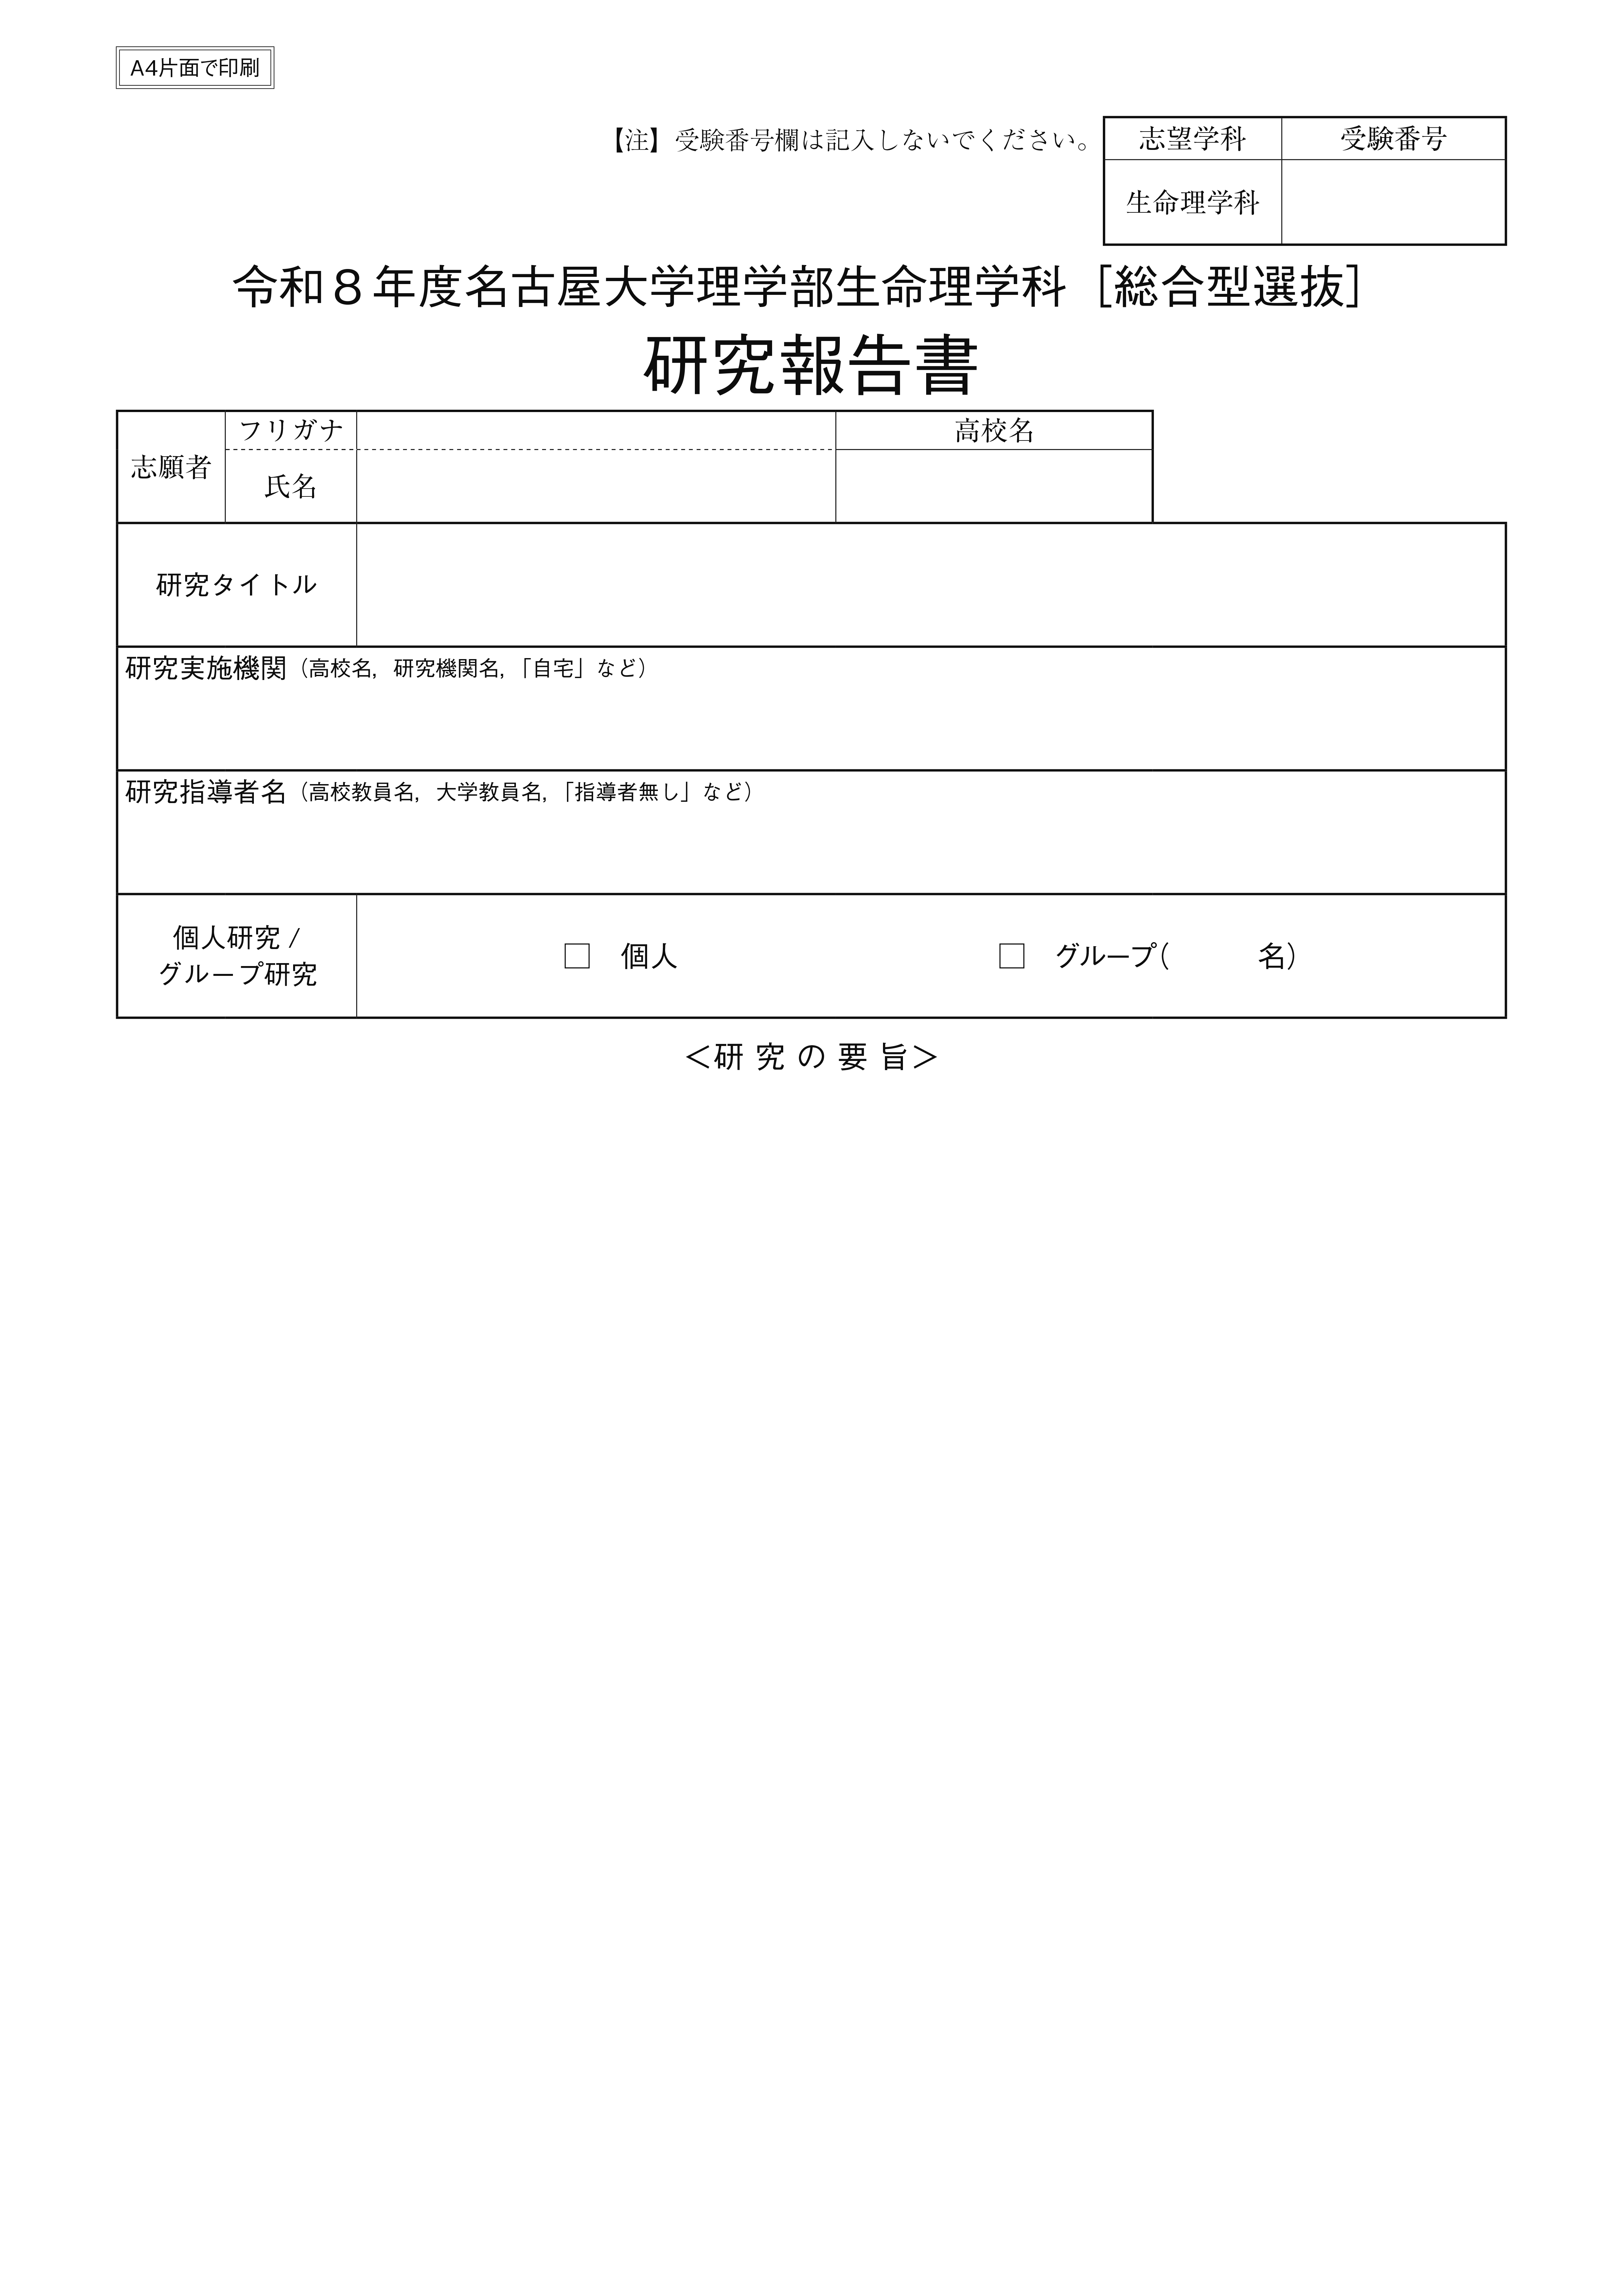 A4片面で印刷
【注】受験番号欄は記入しないでください。
志望学科 受験番号
生命理学科
令和８年度名古屋大学理学部生命理学科［総合型選抜］
研究報告書
志願者 フリガナ 高校名
氏名
研究タイトル
研究実施機関（高校名，研究機関名，「自宅」など）
研究指導者名（高校教員名，大学教員名，「指導者無し」など）
個人研究 /
グループ研究
□ 個人 □ グループ（ 名）
＜研 究 の 要 旨＞